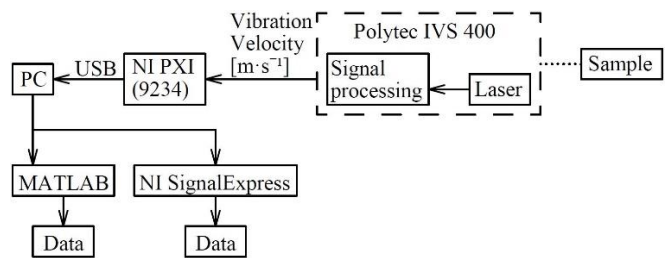 Vibration
Velocity
[m·s⁻¹]
Polytec IVS 400
PC
USB
NI PXI
(9234)
Signal
processing
Laser
Sample
MATLAB
NI SignalExpress
Data
Data